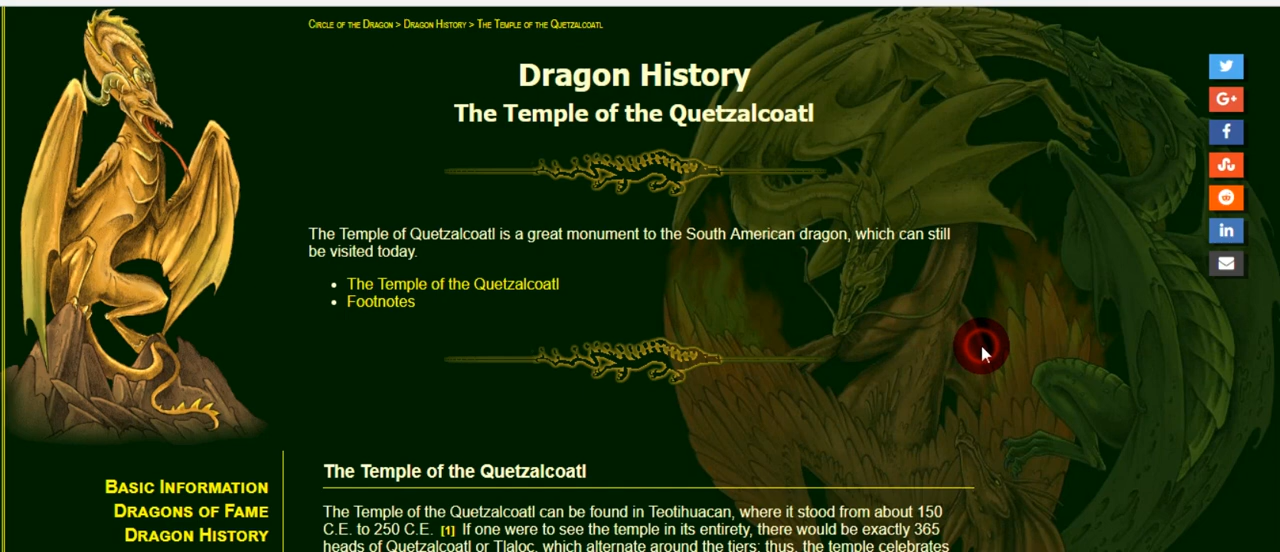 Circle of the Dragon > Dragon History > The Temple of the Quetzalcoatl
Dragon History
The Temple of the Quetzalcoatl
The Temple of Quetzalcoatl is a great monument to the South American dragon, which can still
be visited today.
• The Temple of the Quetzalcoatl
• Footnotes
Basic Information
Dragons of Fame
Dragon History
The Temple of the Quetzalcoatl
The Temple of the Quetzalcoatl can be found in Teotihuacan, where it stood from about 150
C.E. to 250 C.E. [1] If one were to see the temple in its entirety, there would be exactly 365
heads of Quetzalcoatl or Tlaloc, which alternate around the tiers; thus, the temple celebrates
G+
f
in